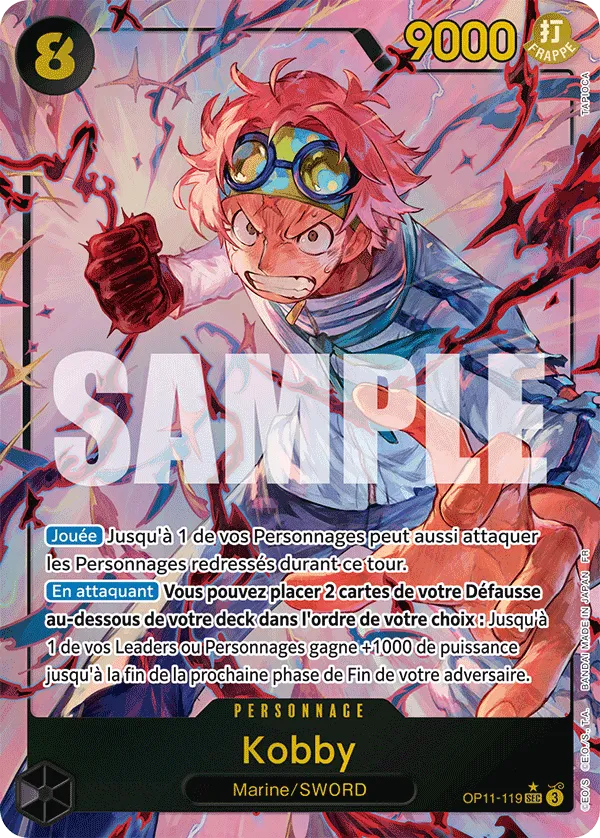 8
9000
打
FRAPPE
TAPIOCA
SAMPLE
Jouée Jusqu'à 1 de vos Personnages peut aussi attaquer
les Personnages redressés durant ce tour.
En attaquant Vous pouvez placer 2 cartes de votre Défausse
au-dessous de votre deck dans l'ordre de votre choix : Jusqu'à
1 de vos Leaders ou Personnages gagne +1000 de puissance
jusqu'à la fin de la prochaine phase de Fin de votre adversaire.
PERSONNAGE
Kobby
Marine/SWORD
OP11-119 SEC 3
©E.O/S ©E.O./S., T.A. BANDAI MADE IN JAPAN FR